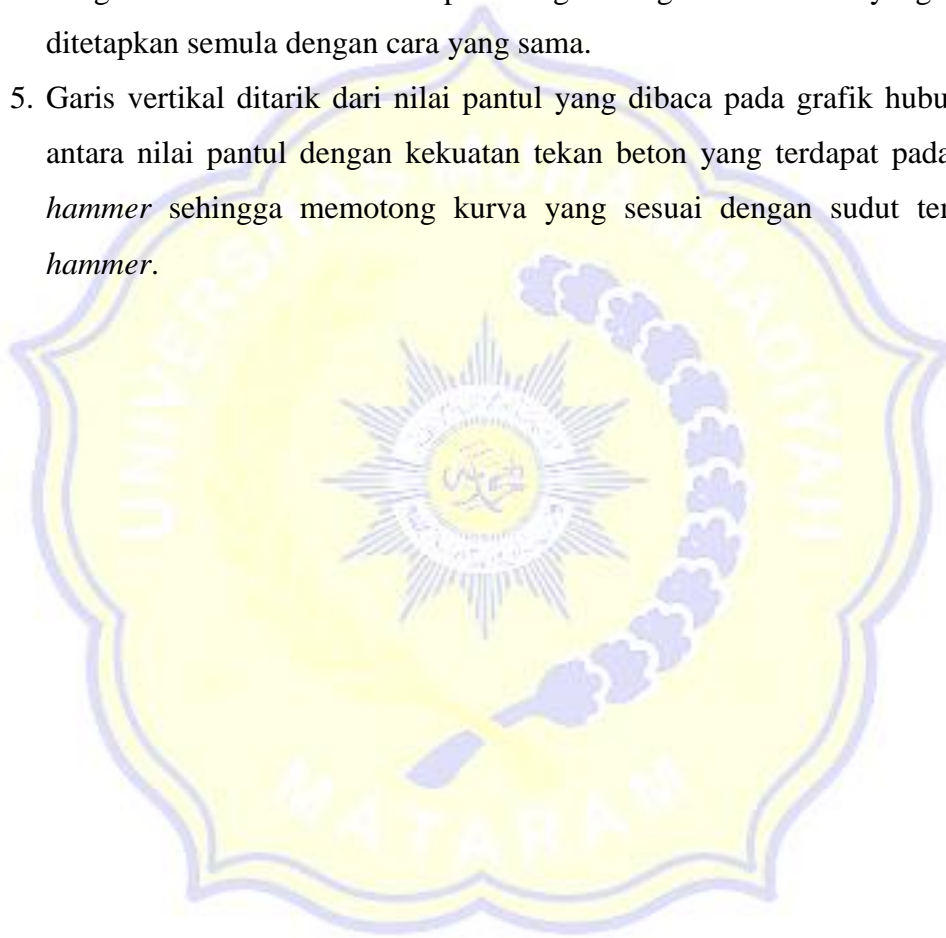 ditetapkan semula dengan cara yang sama.
5. Garis vertikal ditarik dari nilai pantul yang dibaca pada grafik hubu
antara nilai pantul dengan kekuatan tekan beton yang terdapat pada
hammer sehingga memotong kurva yang sesuai dengan sudut ter
hammer.
UNIVERSITAS MUHAMMADIYAH
MATARAM